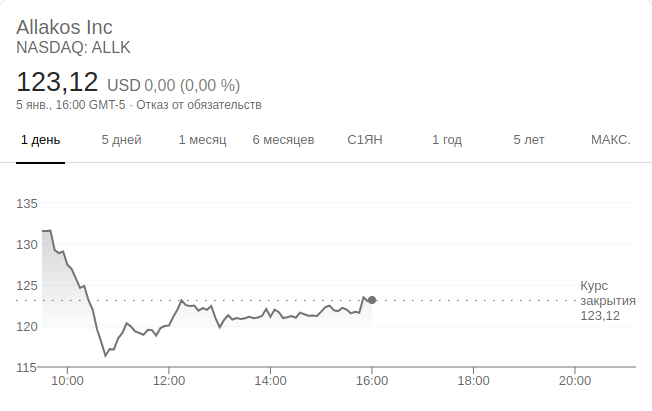 Allakos Inc
NASDAQ: ALLK
123,12 USD 0,00 (0,00 %)
5 янв., 16:00 GMT-5 · Отказ от обязательств
1 день 5 дней 1 месяц 6 месяцев С1ЯН 1 год 5 лет МАКС.
135
130
125
120
115
Курс
закрытия
123,12
10:00 12:00 14:00 16:00 18:00 20:00